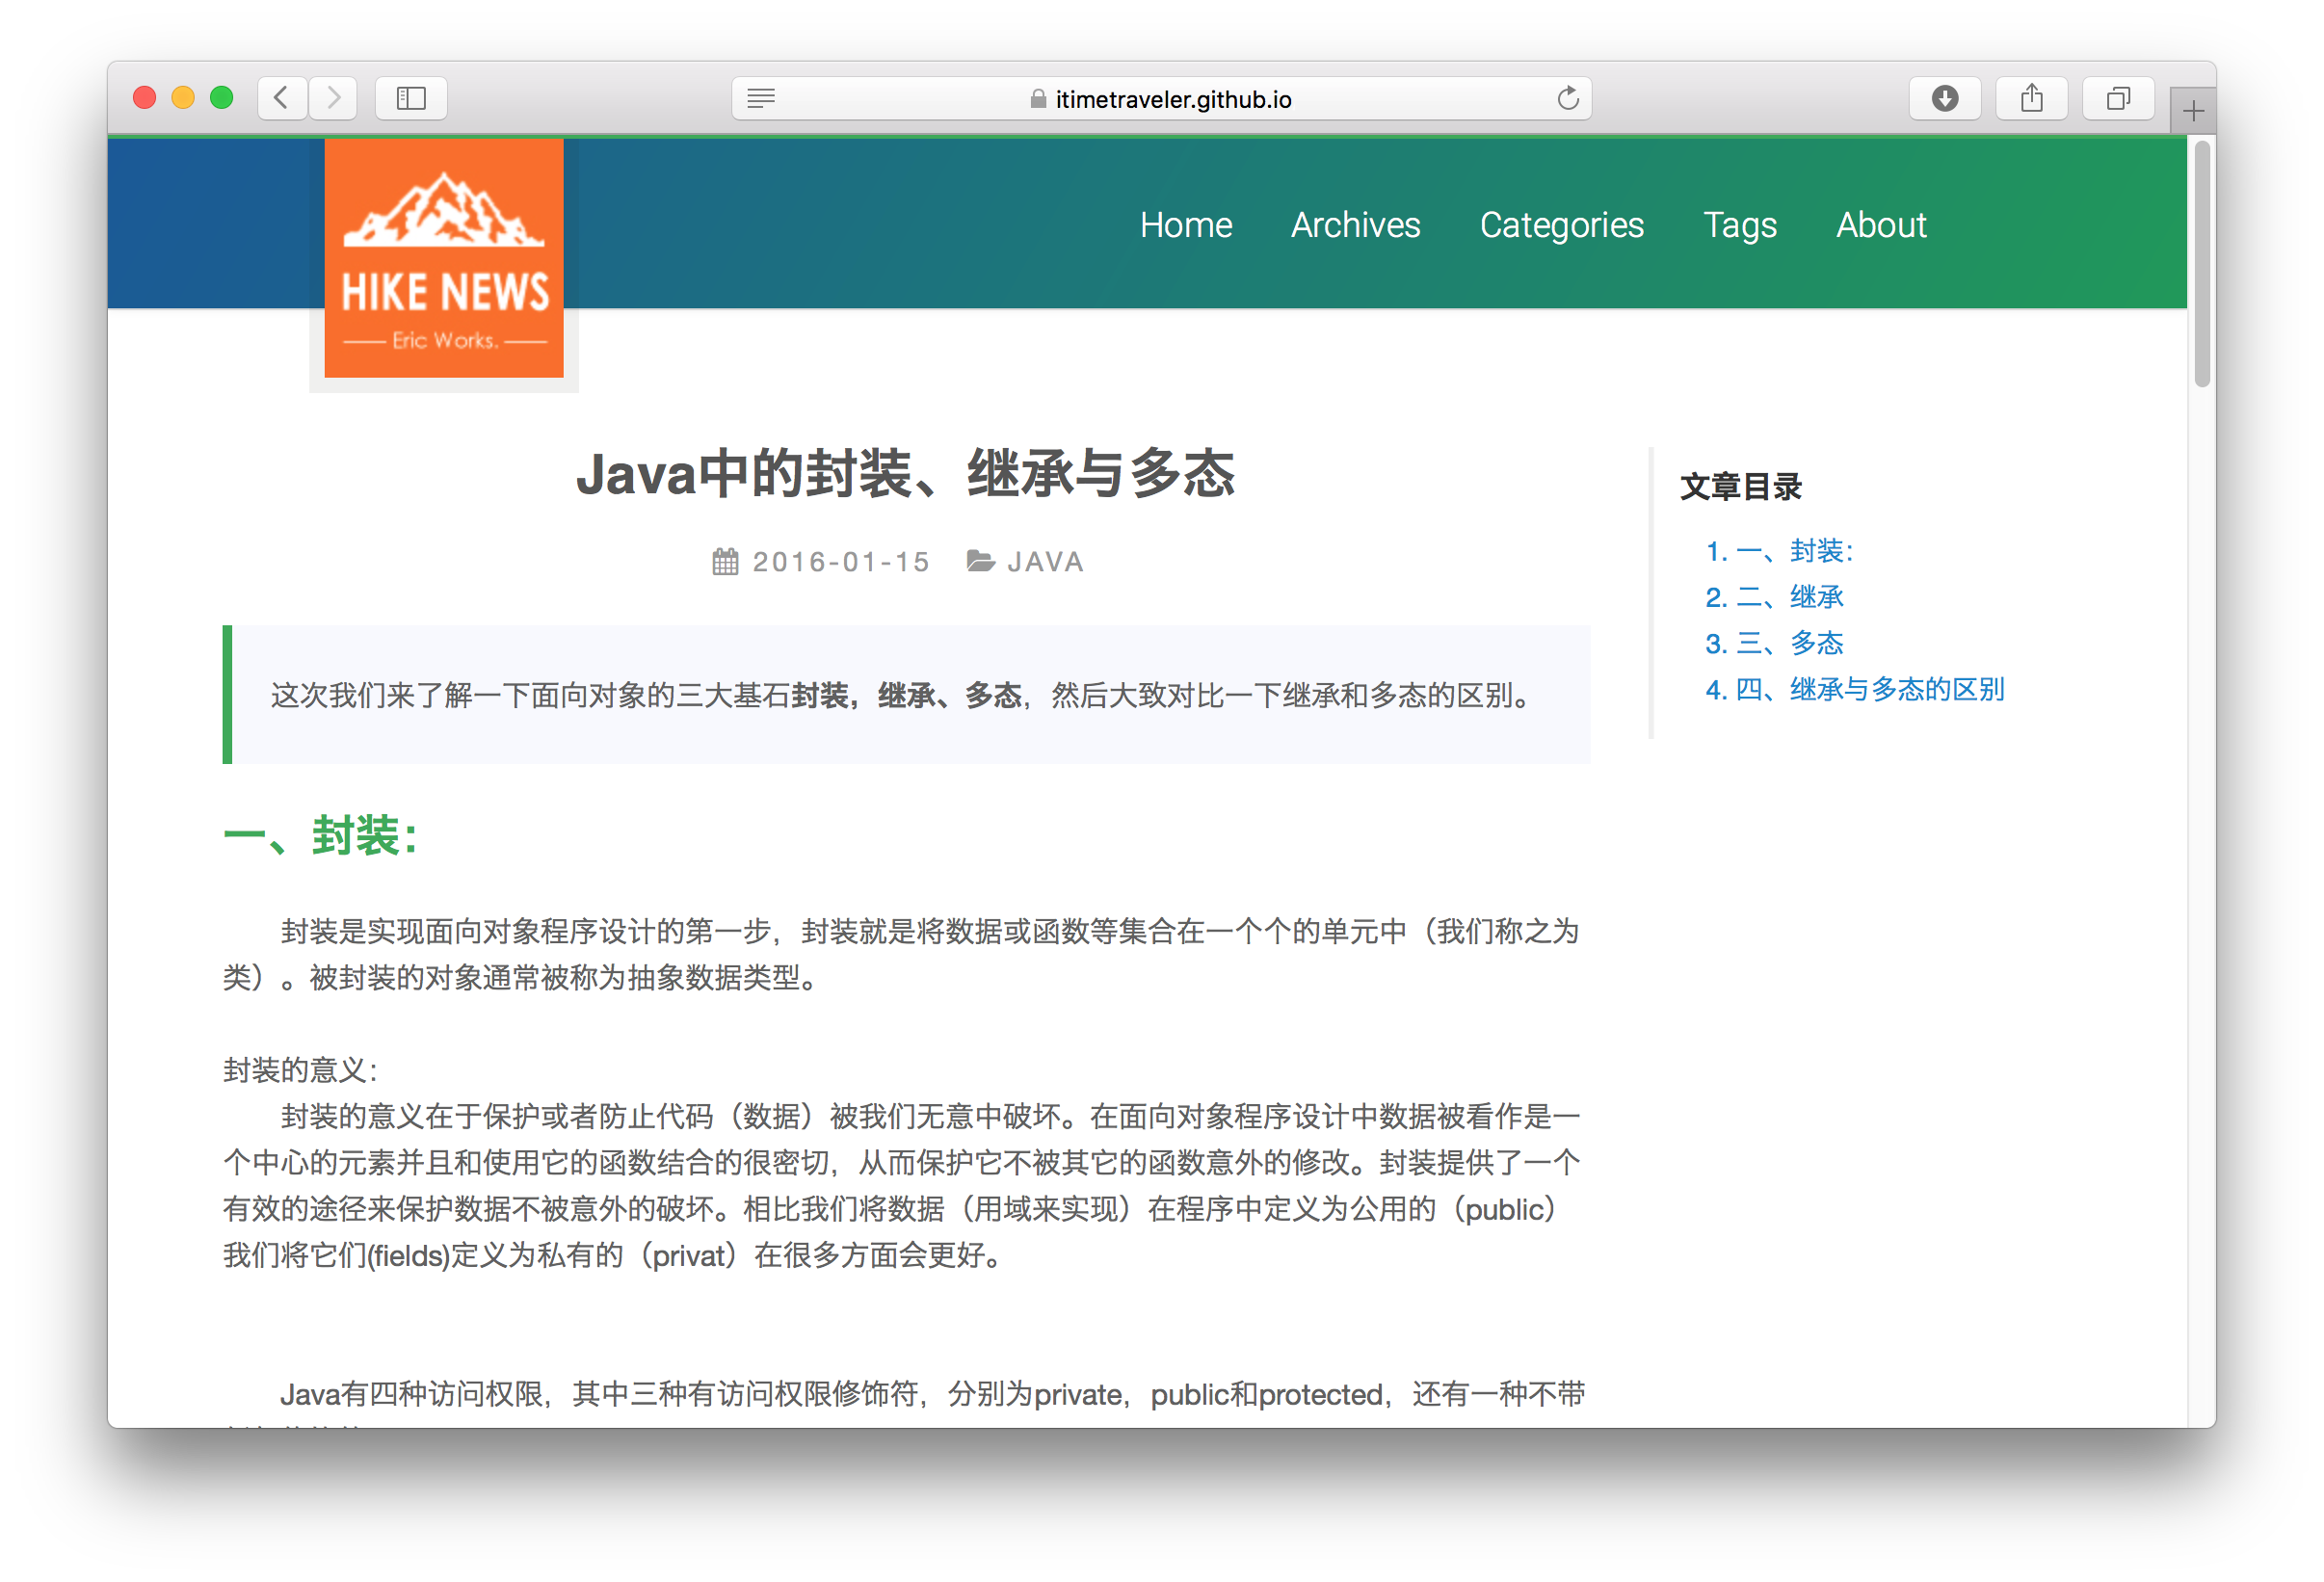 itimetraveler.github.io
HIKE NEWS
Eric Works.
Home Archives Categories Tags About
Java中的封装、继承与多态
2016-01-15 JAVA
这次我们来了解一下面向对象的三大基石封装，继承、多态，然后大致对比一下继承和多态的区别。
一、封装：
封装是实现面向对象程序设计的第一步，封装就是将数据或函数等集合在一个个的单元中（我们称之为
类）。被封装的对象通常被称为抽象数据类型。
封装的意义：
封装的意义在于保护或者防止代码（数据）被我们无意中破坏。在面向对象程序设计中数据被看作是一
个中心的元素并且和使用它的函数结合的很密切，从而保护它不被其它的函数意外的修改。封装提供了一个
有效的途径来保护数据不被意外的破坏。相比我们将数据（用域来实现）在程序中定义为公用的（public）
我们将它们(fields)定义为私有的（privat）在很多方面会更好。
Java有四种访问权限，其中三种有访问权限修饰符，分别为private，public和protected，还有一种不带
文章目录
1. 一、封装：
2. 二、继承
3. 三、多态
4. 四、继承与多态的区别